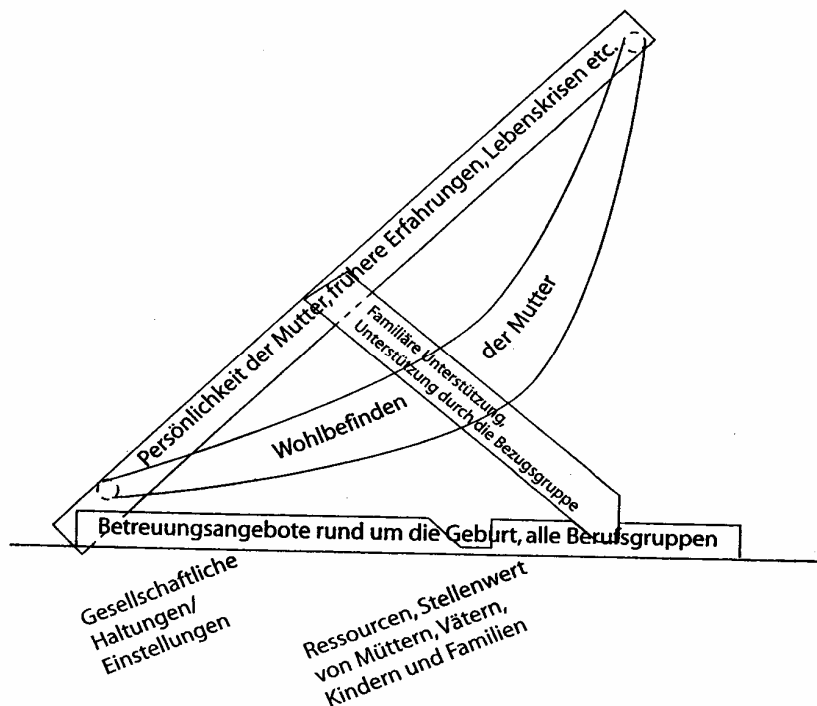 Persönlichkeit der Mutter, frühere Erfahrungen, Lebenskrisen etc.
Familiäre Unterstützung,
Unterstützung durch die Bezugsgruppe
Wohlbefinden der Mutter
Betreuungsangebote rund um die Geburt, alle Berufsgruppen
Gesellschaftliche
Haltungen/
Einstellungen
Ressourcen, Stellenwert
von Müttern, Vätern,
Kindern und Familien